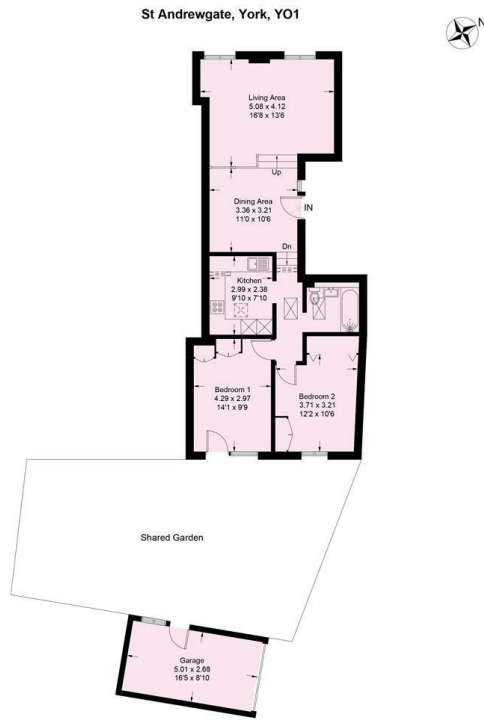 St Andrewgate, York, YO1
N
Living Area
5.08 x 4.12
16'8 x 13'6
Up
Dining Area
3.36 x 3.21
11'0 x 10'6
IN
Dn
Kitchen
2.99 x 2.38
9'10 x 7'10
Bedroom 1
4.29 x 2.97
14'1 x 9'9
Bedroom 2
3.71 x 3.21
12'2 x 10'6
Shared Garden
Garage
5.01 x 2.68
16'5 x 8'10